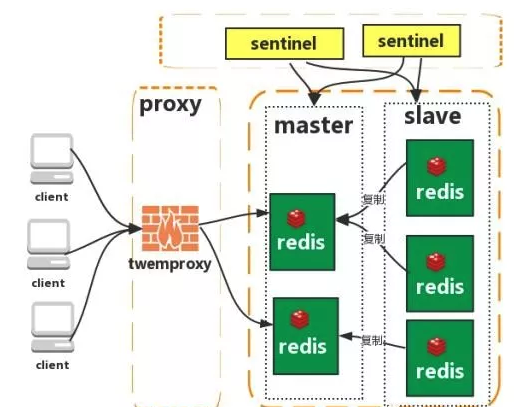 sentinel
sentinel
proxy
master
slave
client
client
client
twemproxy
redis
redis
复制
redis
复制
redis
复制
redis